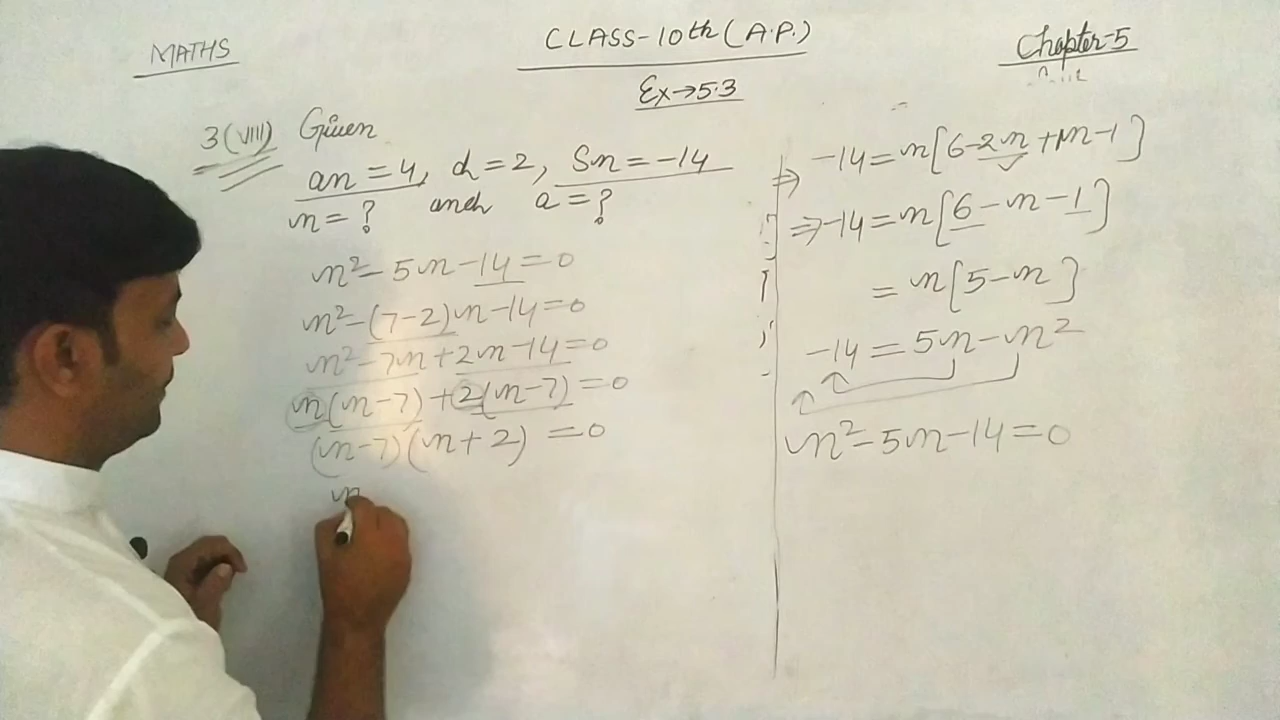 MATHS
CLASS-10th (A.P.)
Chapter-5
Ex→5.3
3(VIII) Given
an = 4, d = 2, Sn = -14
n = ? and a = ?
n² - 5n - 14 = 0
n² - (7-2)n - 14 = 0
n² - 7n + 2n - 14 = 0
n(n-7) + 2(n-7) = 0
(n-7)(n+2) = 0
n
⇒ -14 = n[6-2n+n-1]
⇒ -14 = n[6-n-1]
= n[5-n]
-14 = 5n - n²
n² - 5n - 14 = 0